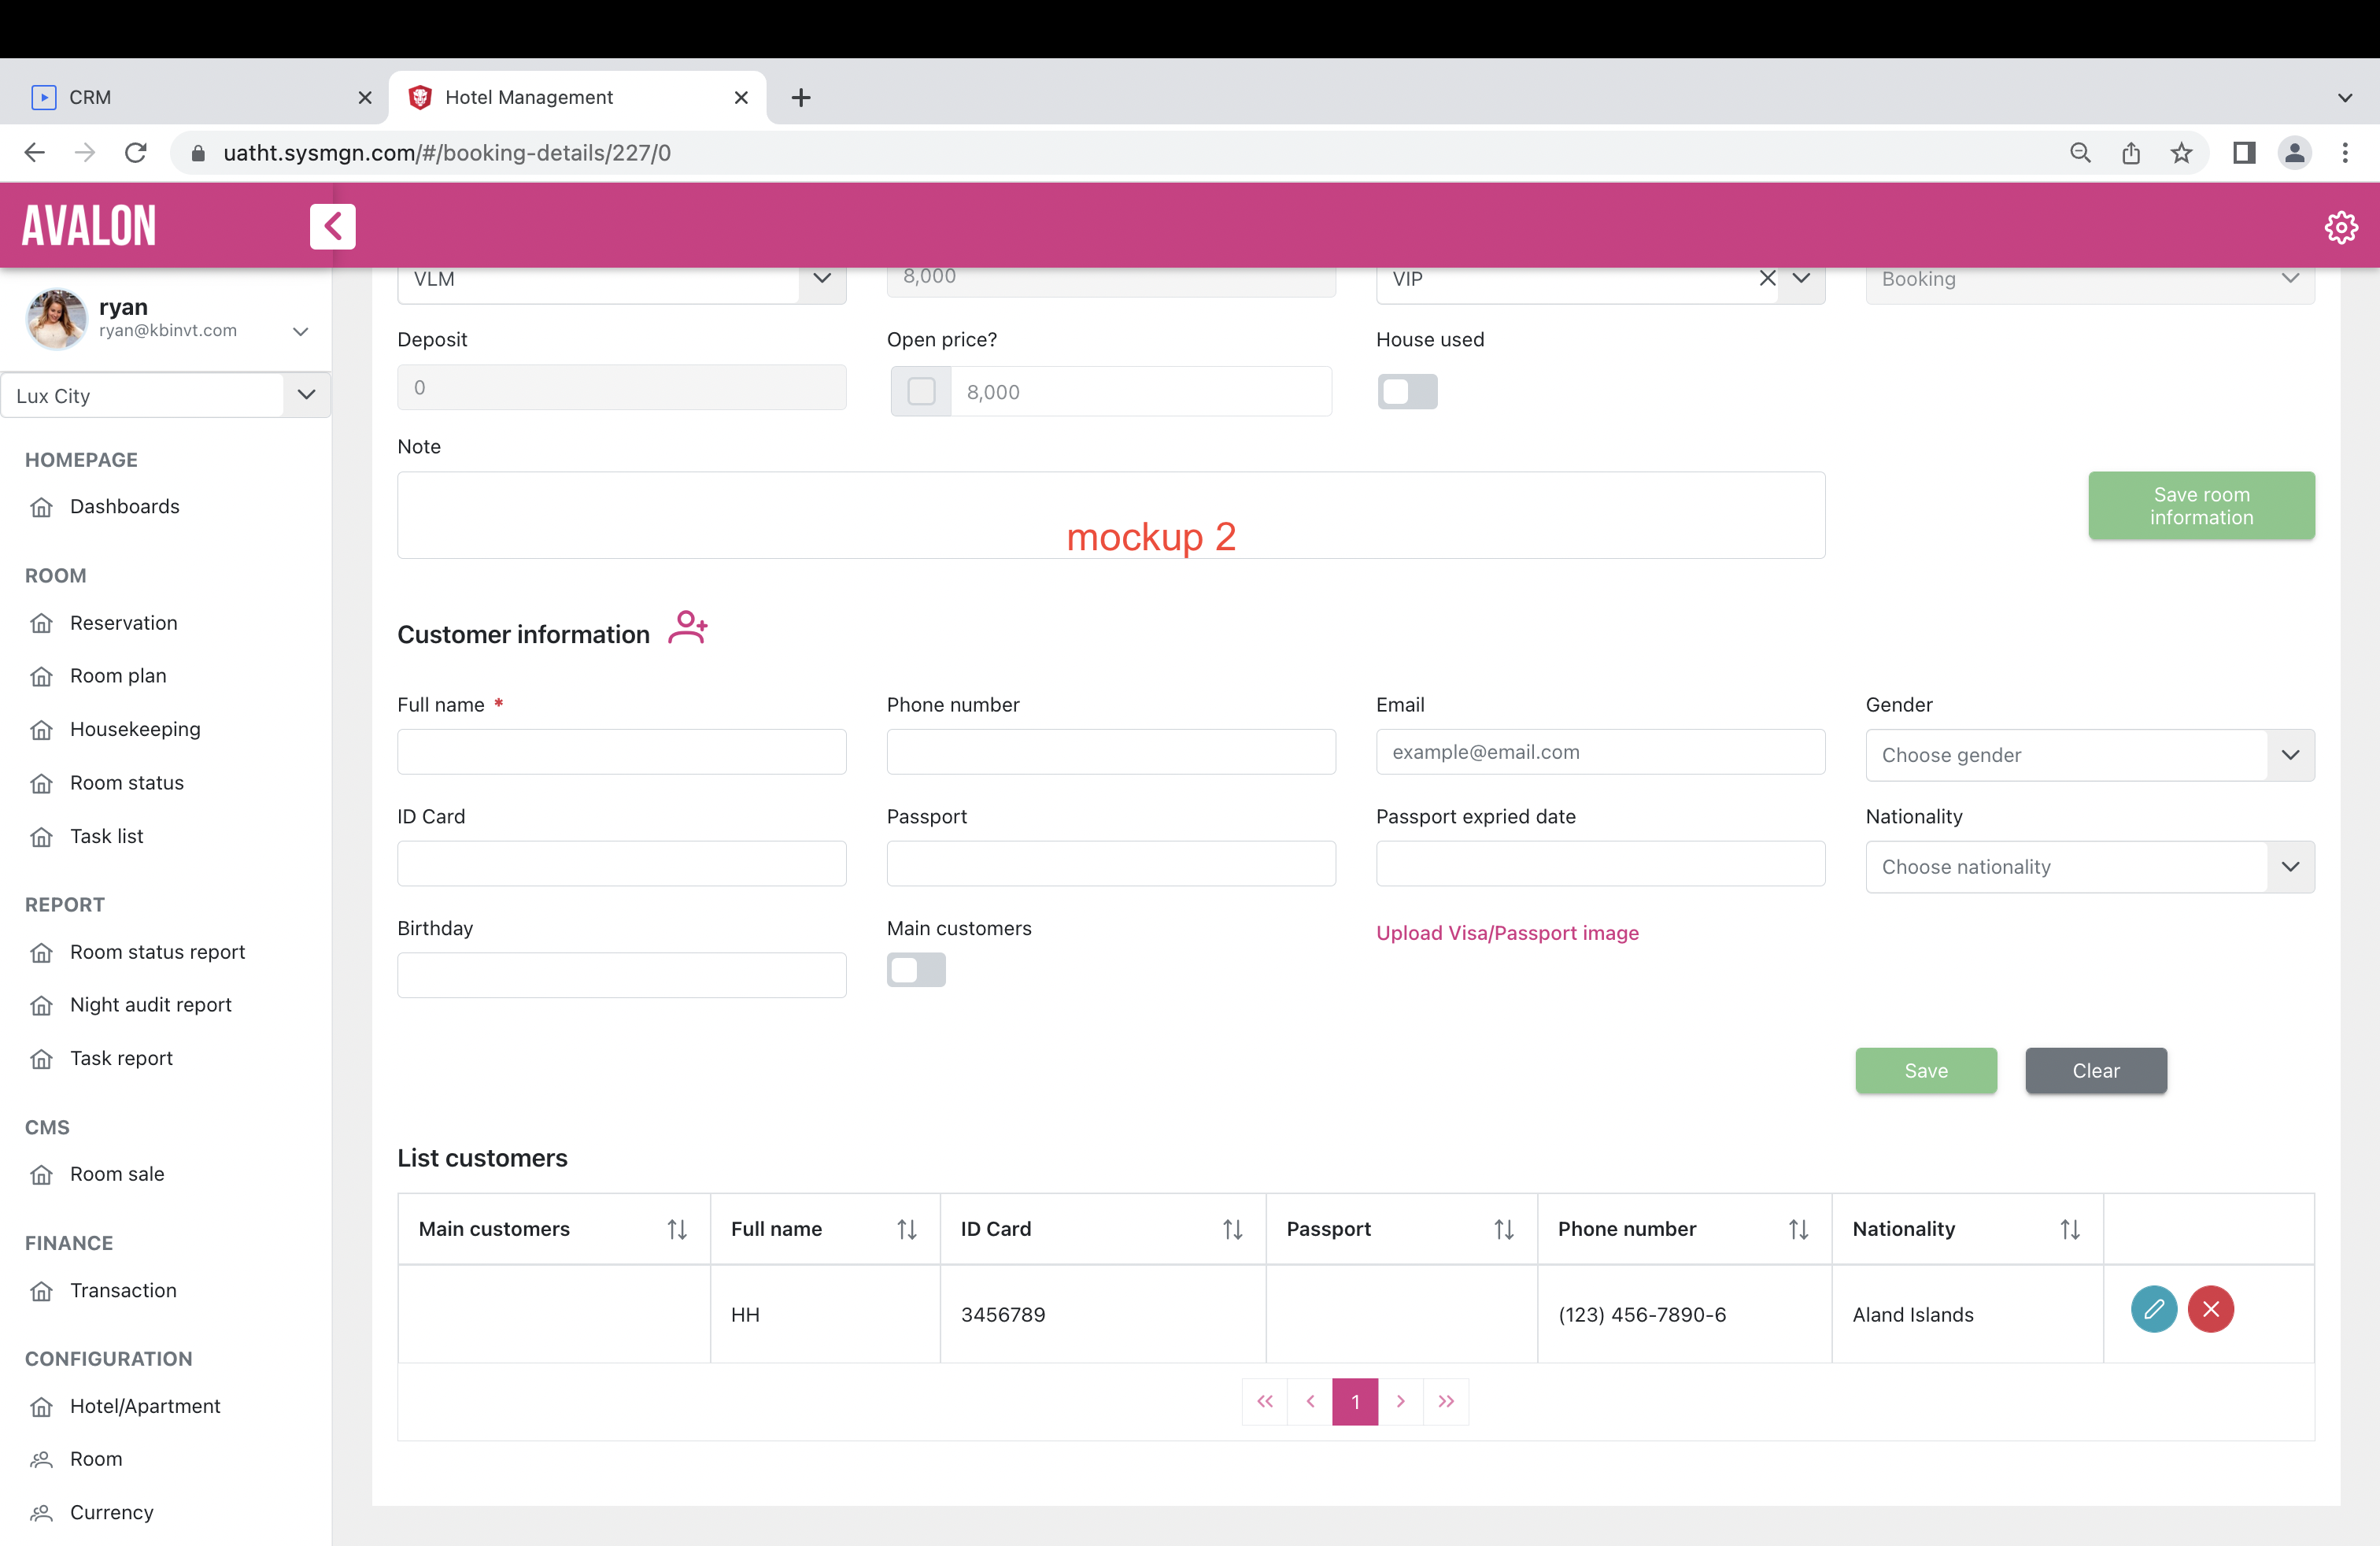 CRM
Hotel Management
uatht.sysmgn.com/#/booking-details/227/0
AVALON
ryan
ryan@kbinvt.com
Lux City
HOMEPAGE
Dashboards
ROOM
Reservation
Room plan
Housekeeping
Room status
Task list
REPORT
Room status report
Night audit report
Task report
CMS
Room sale
FINANCE
Transaction
CONFIGURATION
Hotel/Apartment
Room
Currency
VLM
8,000
VIP
Booking
Deposit
Open price?
House used
0
8,000
Note
mockup 2
Save room
information
Customer information
Full name *
Phone number
Email
Gender
example@email.com
Choose gender
ID Card
Passport
Passport expried date
Nationality
Choose nationality
Birthday
Main customers
Upload Visa/Passport image
Save
Clear
List customers
Main customers
Full name
ID Card
Passport
Phone number
Nationality
HH
3456789
(123) 456-7890-6
Aland Islands
1